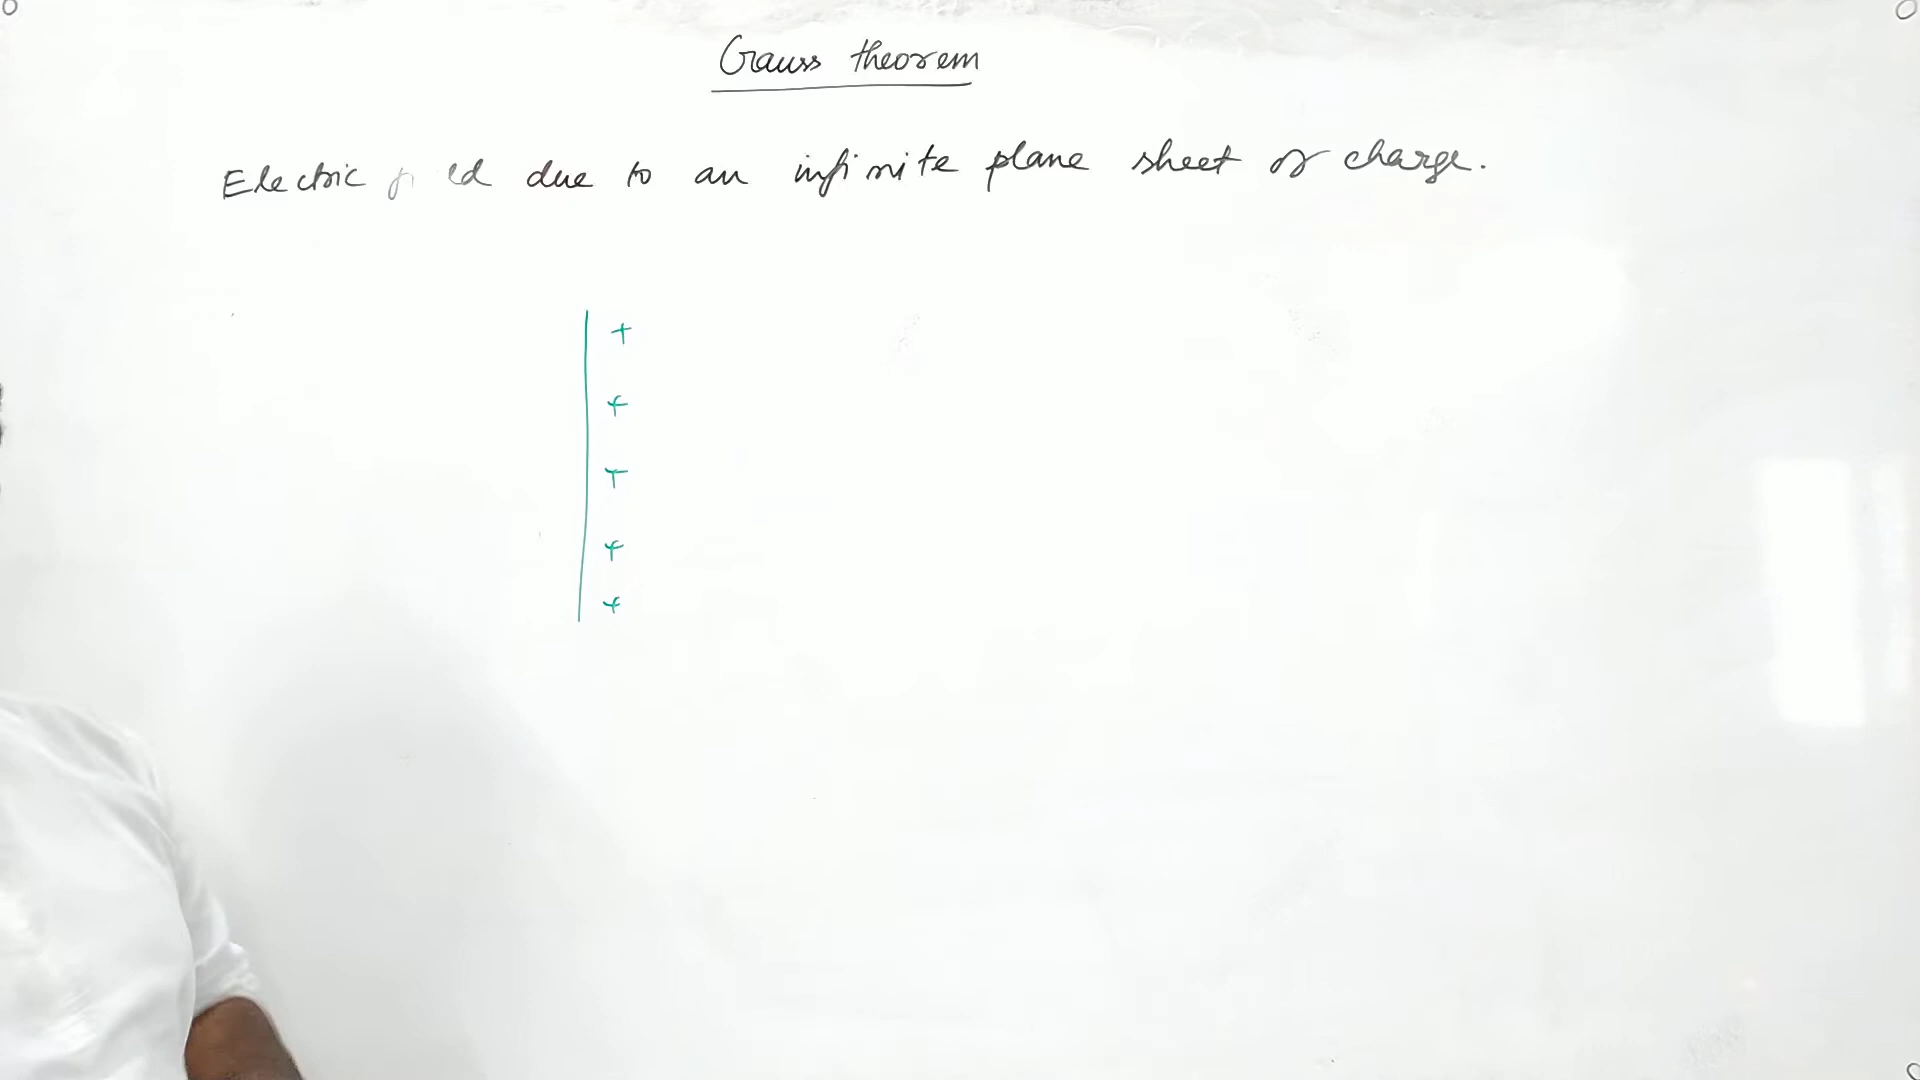 Gauss theorem
Electric field due to an infinite plane sheet of charge.
+
+
+
+
+